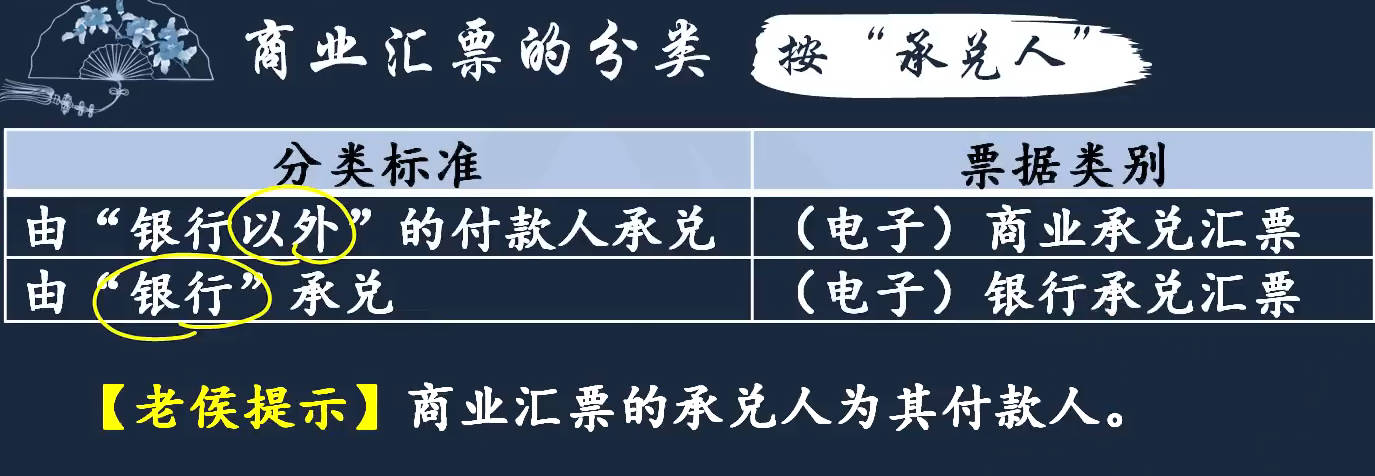 商业汇票的分类 按“承兑人”
分类标准 票据类别
由“银行以外”的付款人承兑 （电子）商业承兑汇票
由“银行”承兑 （电子）银行承兑汇票
【老侯提示】商业汇票的承兑人为其付款人。